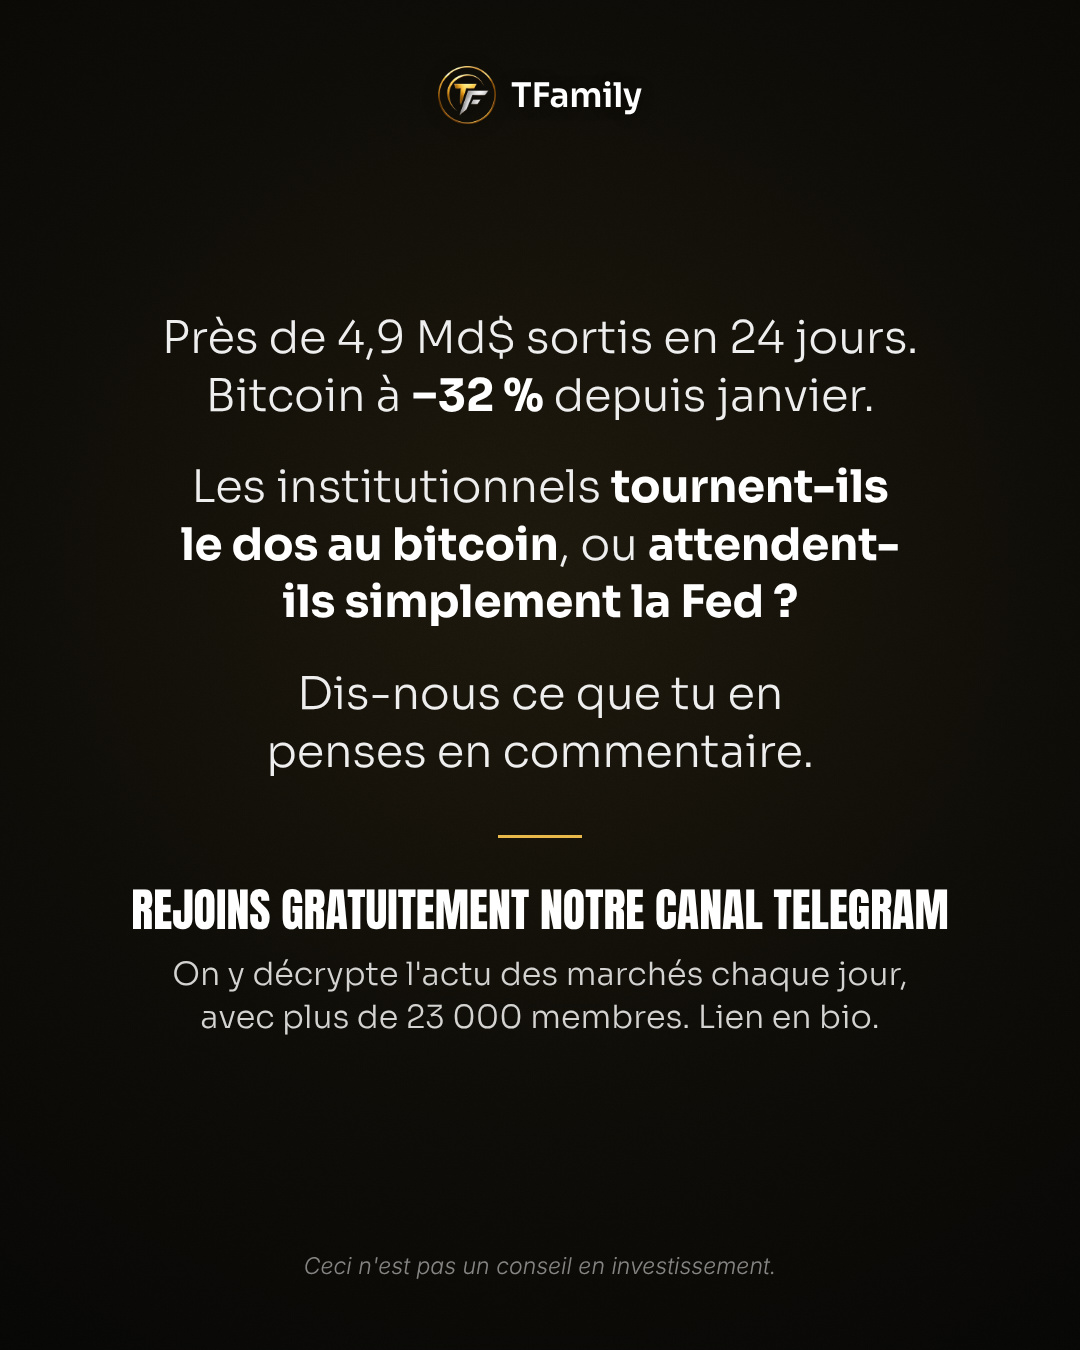 TF TFamily
Près de 4,9 Md$ sortis en 24 jours.
Bitcoin à –32 % depuis janvier.
Les institutionnels tournent-ils
le dos au bitcoin, ou attendent-
ils simplement la Fed ?
Dis-nous ce que tu en
penses en commentaire.
REJOINS GRATUITEMENT NOTRE CANAL TELEGRAM
On y décrypte l'actu des marchés chaque jour,
avec plus de 23 000 membres. Lien en bio.
Ceci n'est pas un conseil en investissement.